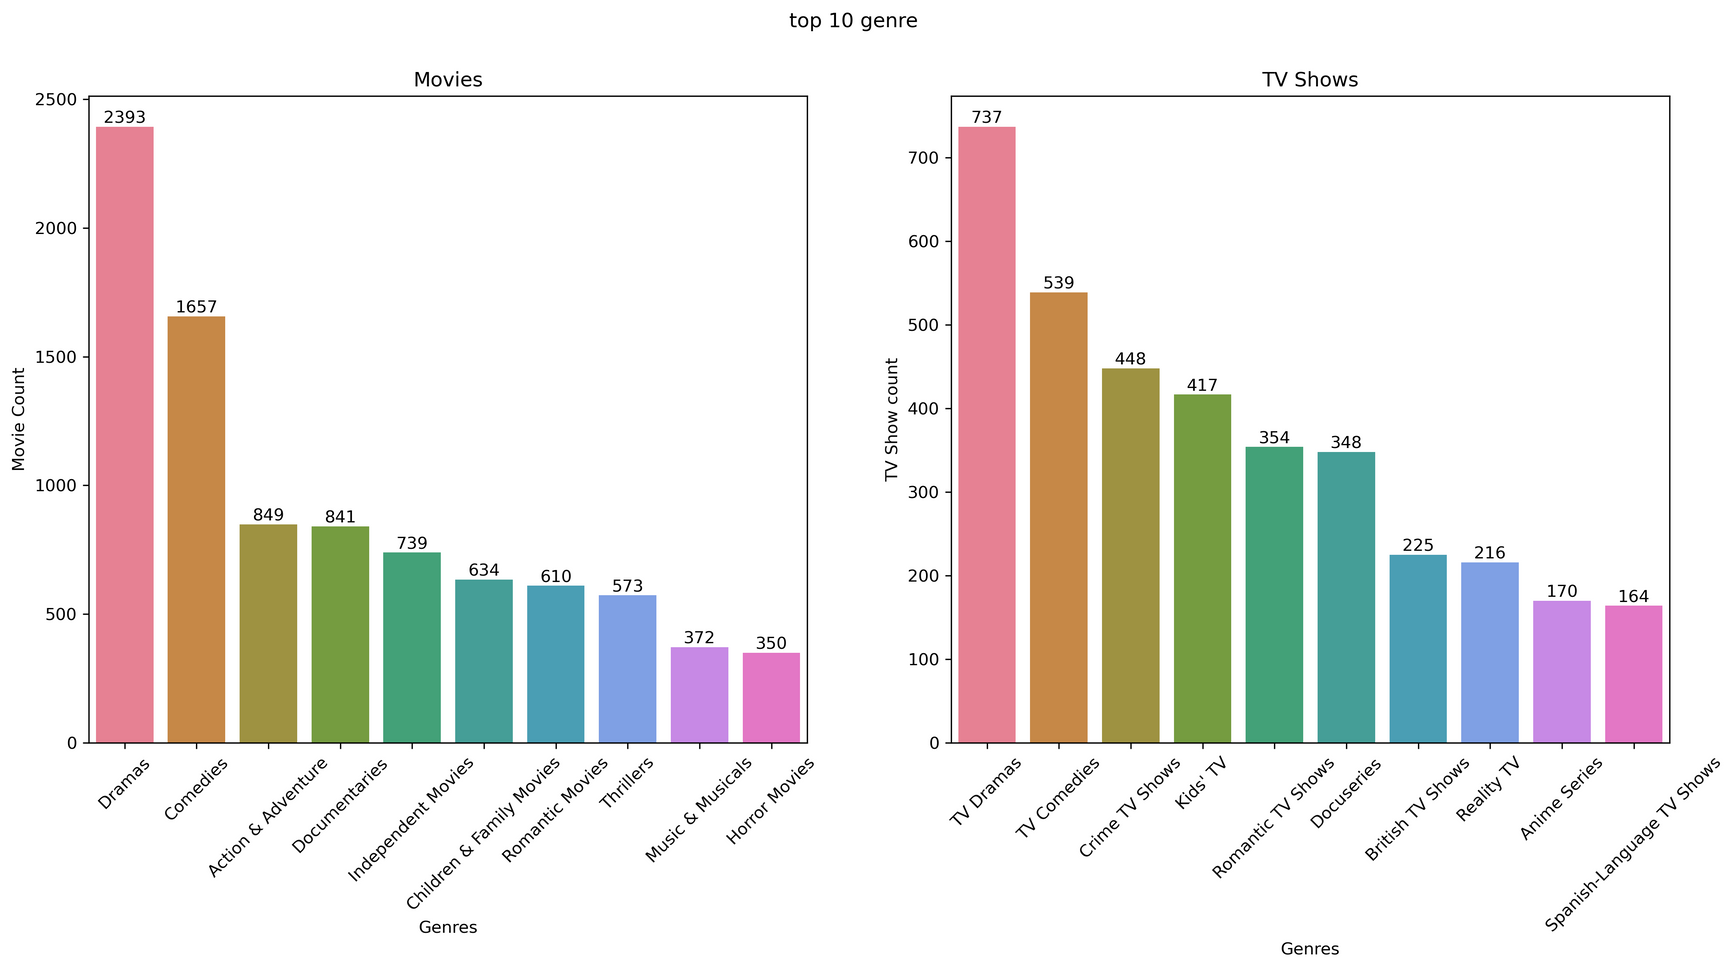 top 10 genre
Movies
2500
2000
1500
1000
500
0
Movie Count
2393
1657
849
841
739
634
610
573
372
350
Dramas
Comedies
Action & Adventure
Documentaries
Independent Movies
Children & Family Movies
Romantic Movies
Thrillers
Music & Musicals
Horror Movies
Genres
TV Shows
700
600
500
400
300
200
100
0
TV Show count
737
539
448
417
354
348
225
216
170
164
TV Dramas
TV Comedies
Crime TV Shows
Kids' TV
Romantic TV Shows
Docuseries
British TV Shows
Reality TV
Anime Series
Spanish-Language TV Shows
Genres